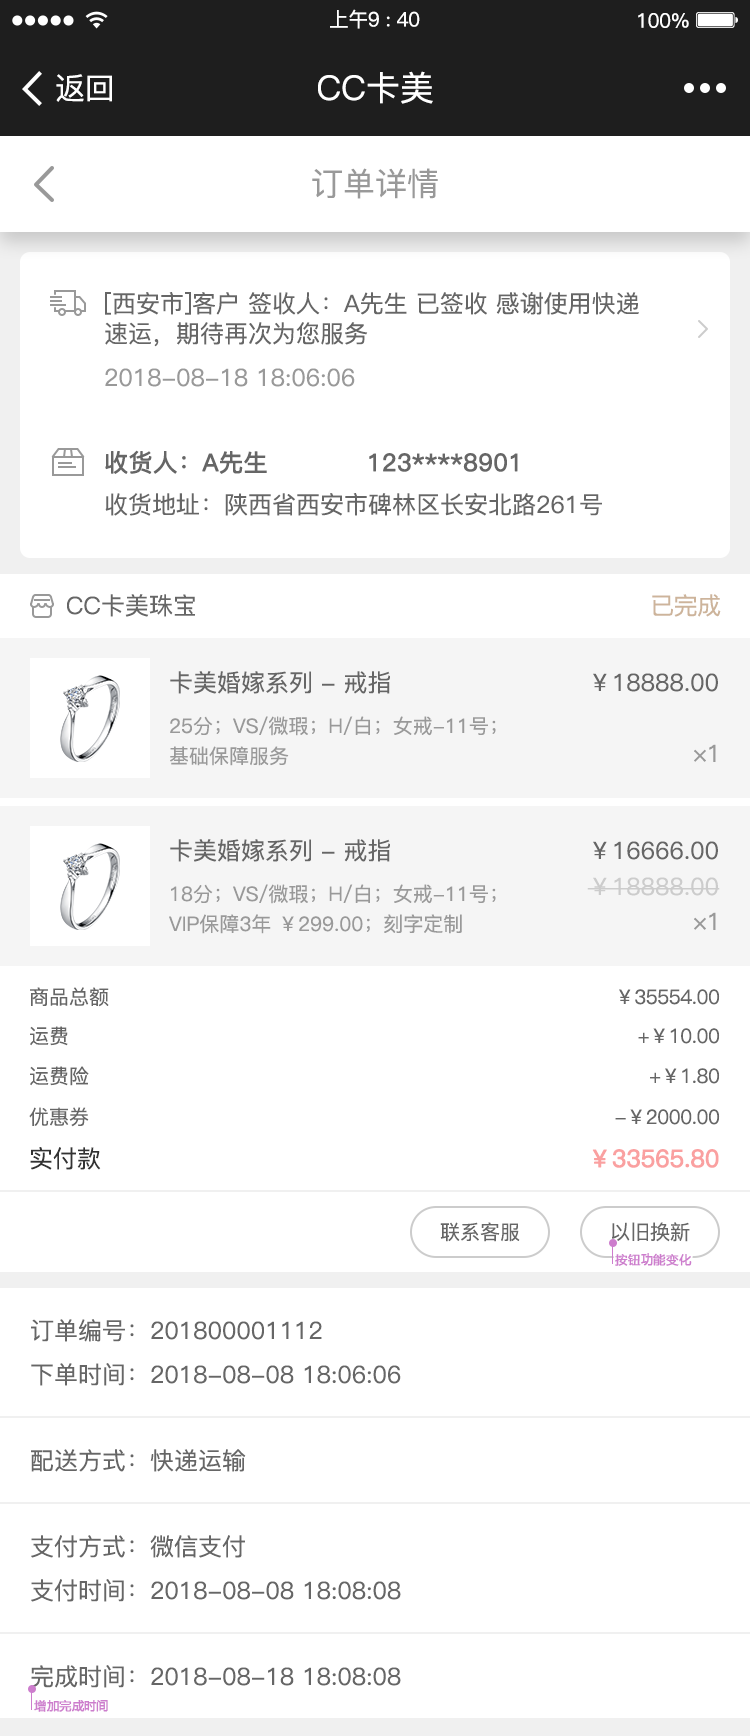 上午9 : 40
100%
返回
CC卡美
订单详情
[西安市]客户 签收人：A先生 已签收 感谢使用快递
速运，期待再次为您服务
2018-08-18 18:06:06
收货人：A先生 123****8901
收货地址：陕西省西安市碑林区长安北路261号
CC卡美珠宝 已完成
卡美婚嫁系列 – 戒指 ￥18888.00
25分；VS/微瑕；H/白；女戒-11号；
基础保障服务 ×1
卡美婚嫁系列 – 戒指 ￥16666.00
18分；VS/微瑕；H/白；女戒-11号； ￥18888.00
VIP保障3年 ￥299.00；刻字定制 ×1
商品总额 ￥35554.00
运费 +￥10.00
运费险 +￥1.80
优惠券 –￥2000.00
实付款 ￥33565.80
联系客服 以旧换新
按钮功能变化
订单编号：201800001112
下单时间：2018-08-08 18:06:06
配送方式：快递运输
支付方式：微信支付
支付时间：2018-08-08 18:08:08
完成时间：2018-08-18 18:08:08
增加完成时间